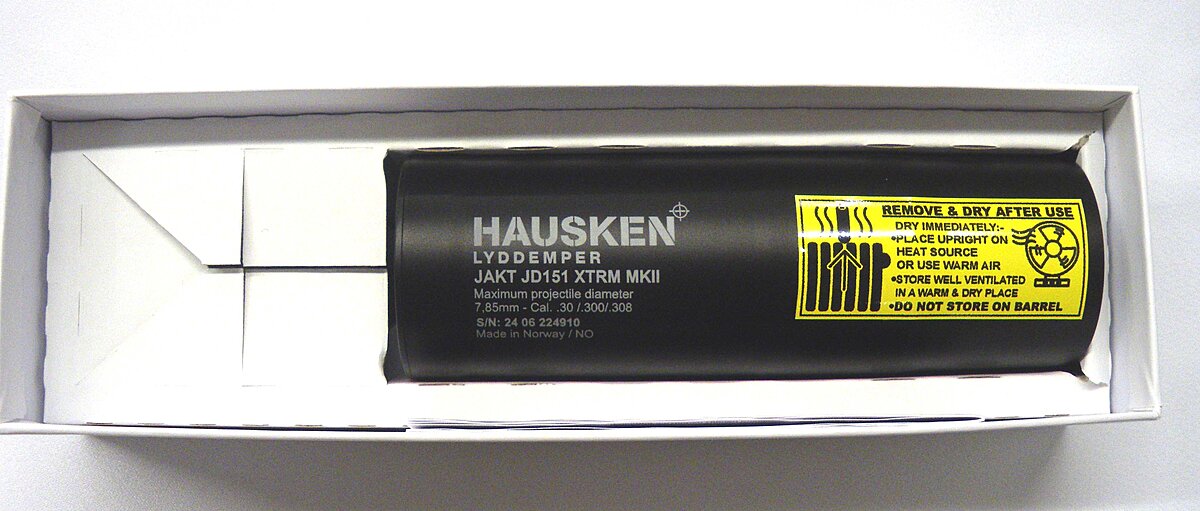 HAUSKEN
LYDDEMPER
JAKT JD151 XTRM MKII
Maximum projectile diameter
7,85mm - Cal. .30 /.300/.308
S/N: 24 06 224910
Made in Norway / NO
REMOVE & DRY AFTER USE
DRY IMMEDIATELY:-
•PLACE UPRIGHT ON
HEAT SOURCE
OR USE WARM AIR
•STORE WELL VENTILATED
IN A WARM & DRY PLACE
•DO NOT STORE ON BARREL